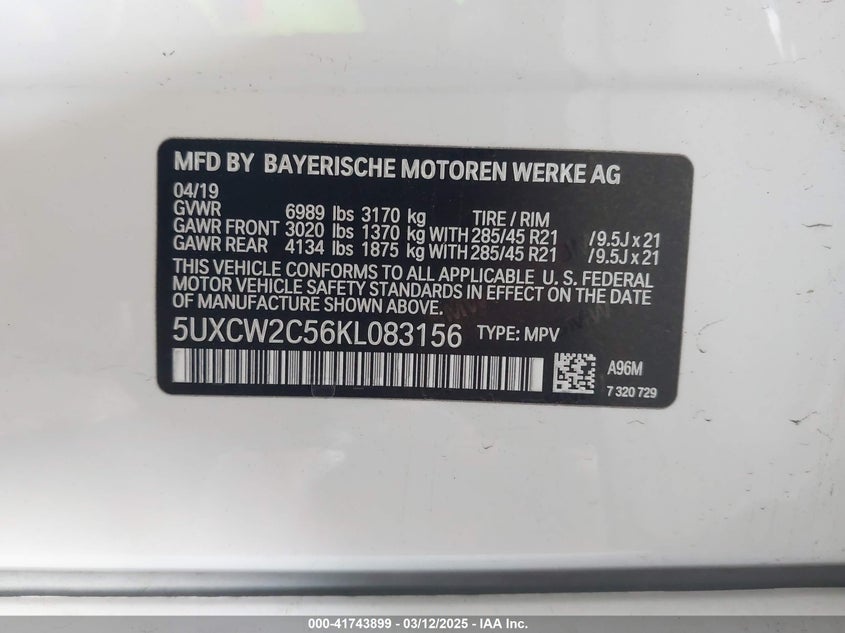 MFD BY BAYERISCHE MOTOREN WERKE AG
04/19
GVWR 6989 lbs 3170 kg TIRE / RIM
GAWR FRONT 3020 lbs 1370 kg WITH 285/45 R21 /9.5J x 21
GAWR REAR 4134 lbs 1875 kg WITH 285/45 R21 /9.5J x 21
THIS VEHICLE CONFORMS TO ALL APPLICABLE U. S. FEDERAL
MOTOR VEHICLE SAFETY STANDARDS IN EFFECT ON THE DATE
OF MANUFACTURE SHOWN ABOVE.
5UXCW2C56KL083156 TYPE: MPV
A96M
7 320 729
000-41743899 - 03/12/2025 - IAA Inc.